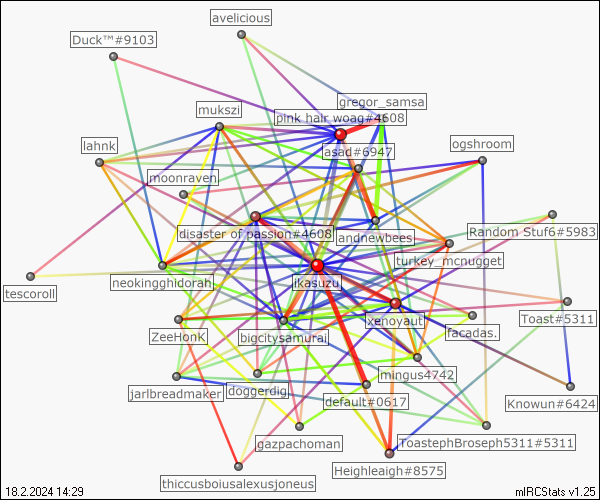 avelicious
Duck™#9103
gregor_samsa
mukszi
pink hair woag#4608
lahnk
asad#6947
ogshroom
moonraven
disaster of passion#4608
andnewbees
Random Stuf6#5983
turkey_mcnugget
neokingghidorah
ikasuzu
tescoroll
Toast#5311
ZeeHonk
bigcitysamurai
xenoyaut
facadas.
mingus4742
jarlbreadmaker
doggerdig
default#0617
Knowun#6424
gazpachoman
ToastephBroseph5311#5311
thiccusboiusalexusjoneus
Heighleaigh#8575
18.2.2024 14:29
mIRCStats v1.25